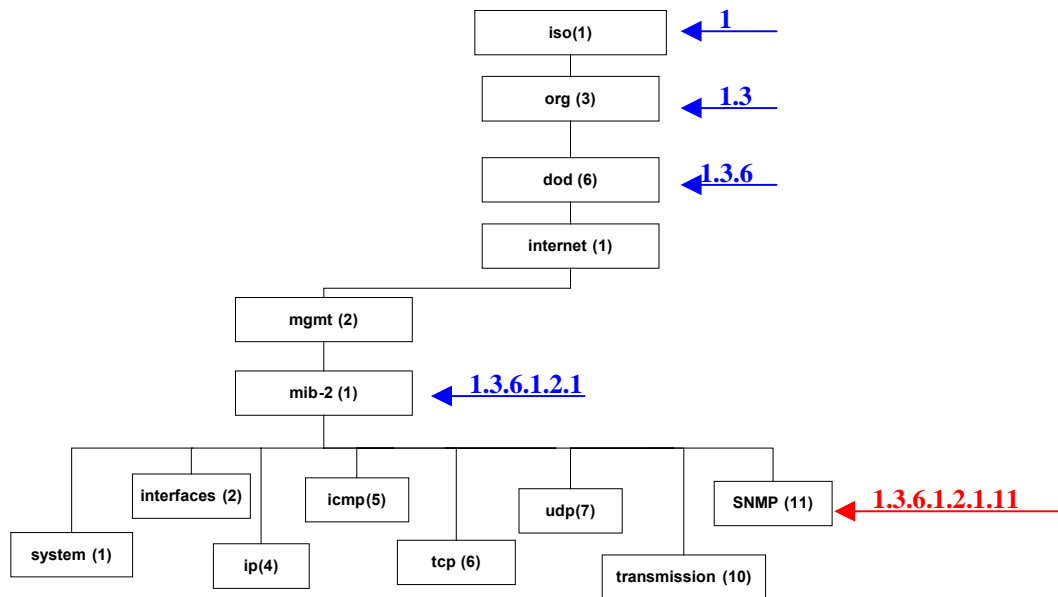 iso(1)
1
org (3)
1.3
dod (6)
1.3.6
internet (1)
mgmt (2)
mib-2 (1)
1.3.6.1.2.1
system (1)
interfaces (2)
ip(4)
icmp(5)
tcp (6)
udp(7)
transmission (10)
SNMP (11)
1.3.6.1.2.1.11